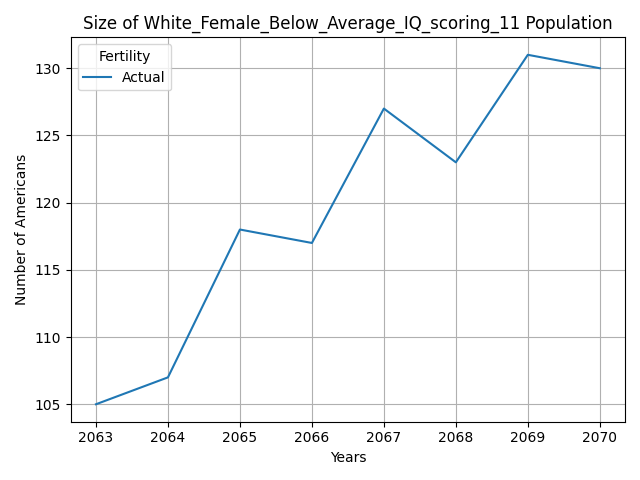 Size of White_Female_Below_Average_IQ_scoring_11 Population
Fertility
Actual
Number of Americans
130
125
120
115
110
105
2063 2064 2065 2066 2067 2068 2069 2070
Years